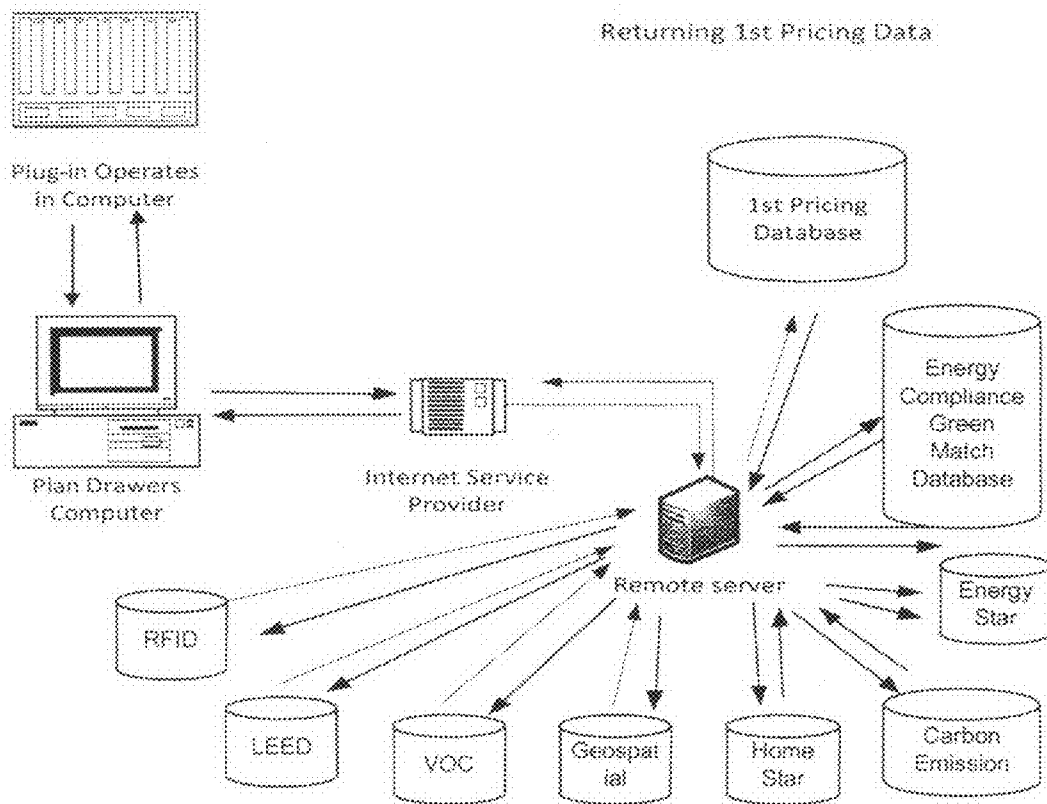 Returning 1st Pricing Data
Plug-in Operates
in Computer
1st Pricing
Database
Energy
Compliance
Green
Match
Database
Internet Service
Provider
Plan Drawers
Computer
Remote server
Energy
Star
RFID
LEED
VOC
Geospai
ial
Home
Star
Carbon
Emission